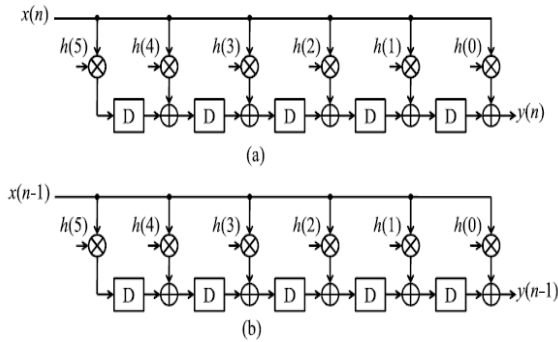 x(n)
h(5) h(4) h(3) h(2) h(1) h(0)
D D D D D y(n)
(a)
x(n-1)
h(5) h(4) h(3) h(2) h(1) h(0)
D D D D D y(n-1)
(b)